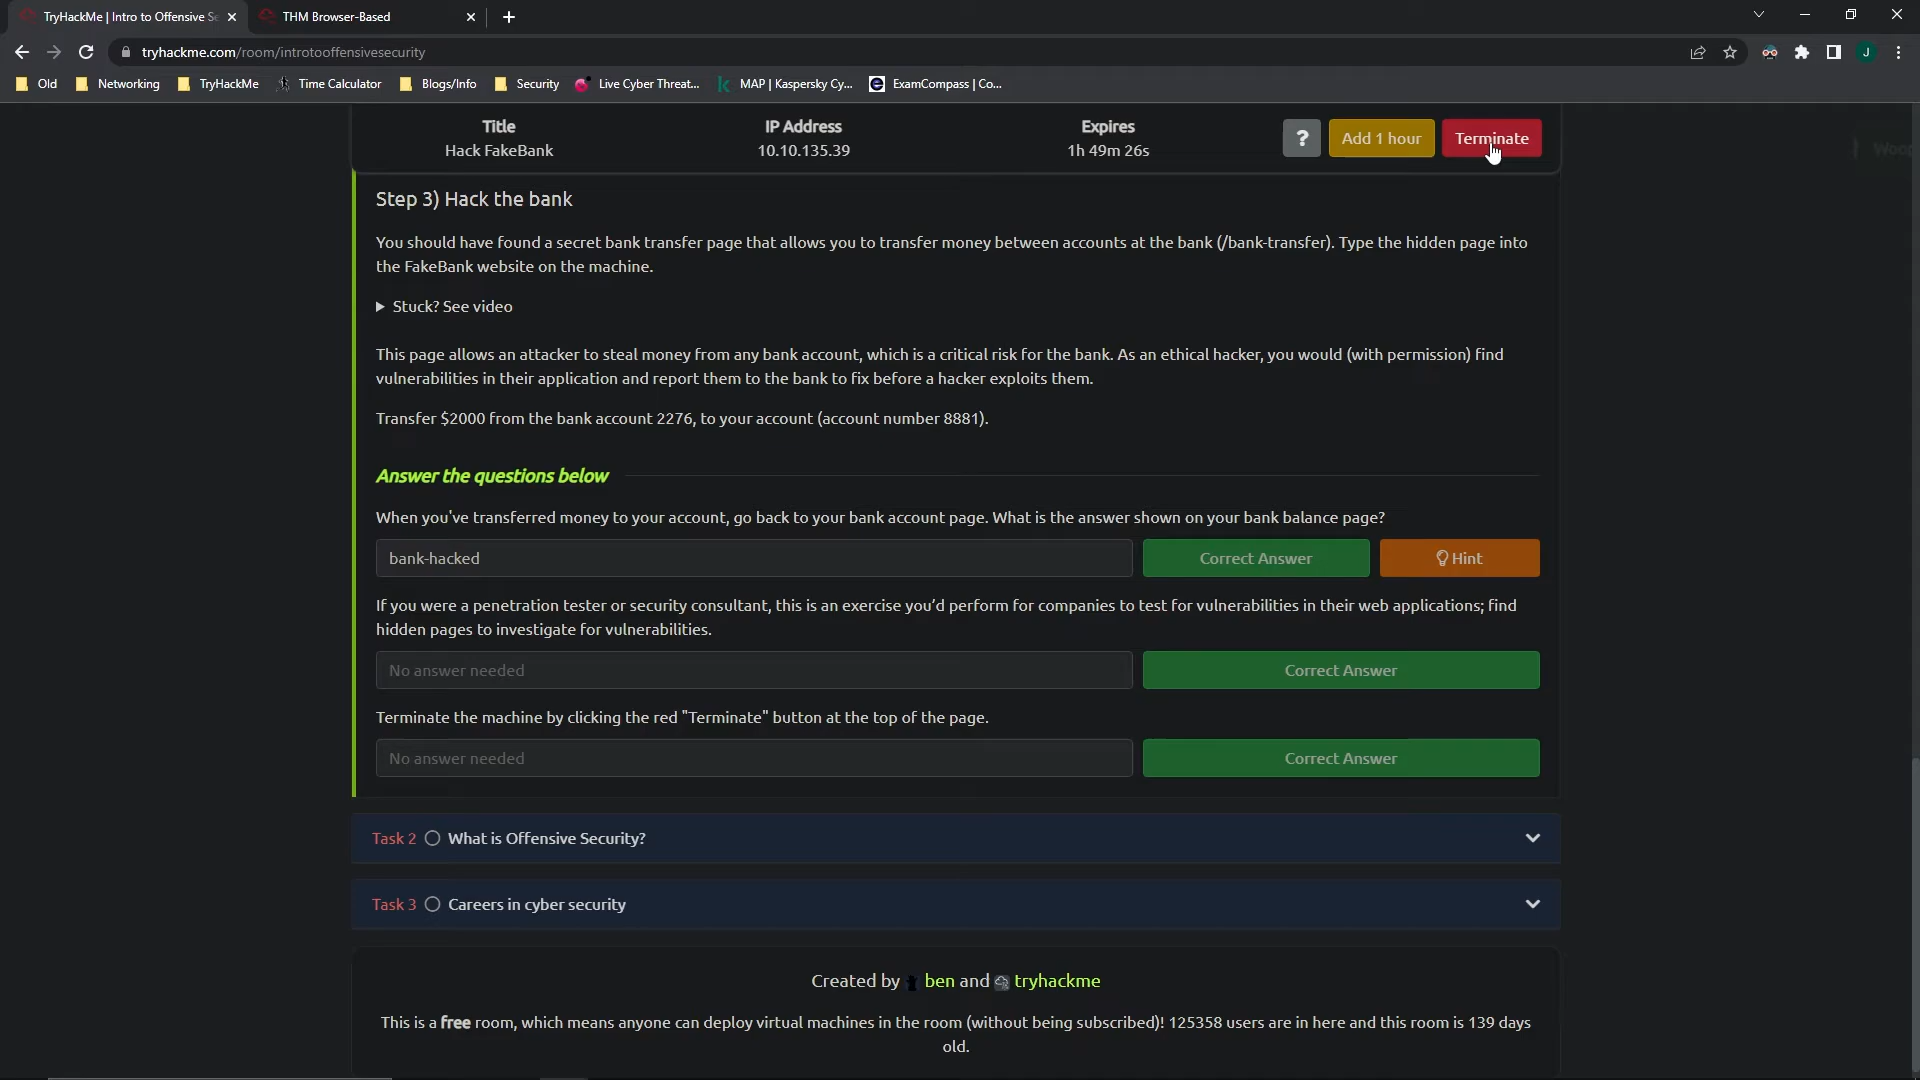 TryHackMe | Intro to Offensive Se
THM Browser-Based
tryhackme.com/room/introtooffensivesecurity
J
Old
Networking
TryHackMe
Time Calculator
Blogs/Info
Security
Live Cyber Threat...
MAP | Kaspersky Cy...
ExamCompass | Co...
Title
Hack FakeBank
IP Address
10.10.135.39
Expires
1h 49m 26s
?
Add 1 hour
Terminate
Step 3) Hack the bank
You should have found a secret bank transfer page that allows you to transfer money between accounts at the bank (/bank-transfer). Type the hidden page into
the FakeBank website on the machine.
Stuck? See video
This page allows an attacker to steal money from any bank account, which is a critical risk for the bank. As an ethical hacker, you would (with permission) find
vulnerabilities in their application and report them to the bank to fix before a hacker exploits them.
Transfer $2000 from the bank account 2276, to your account (account number 8881).
Answer the questions below
When you've transferred money to your account, go back to your bank account page. What is the answer shown on your bank balance page?
bank-hacked
Correct Answer
Hint
If you were a penetration tester or security consultant, this is an exercise you’d perform for companies to test for vulnerabilities in their web applications; find
hidden pages to investigate for vulnerabilities.
No answer needed
Correct Answer
Terminate the machine by clicking the red "Terminate" button at the top of the page.
No answer needed
Correct Answer
Task 2 What is Offensive Security?
Task 3 Careers in cyber security
Created by ben and tryhackme
This is a free room, which means anyone can deploy virtual machines in the room (without being subscribed)! 125358 users are in here and this room is 139 days
old.